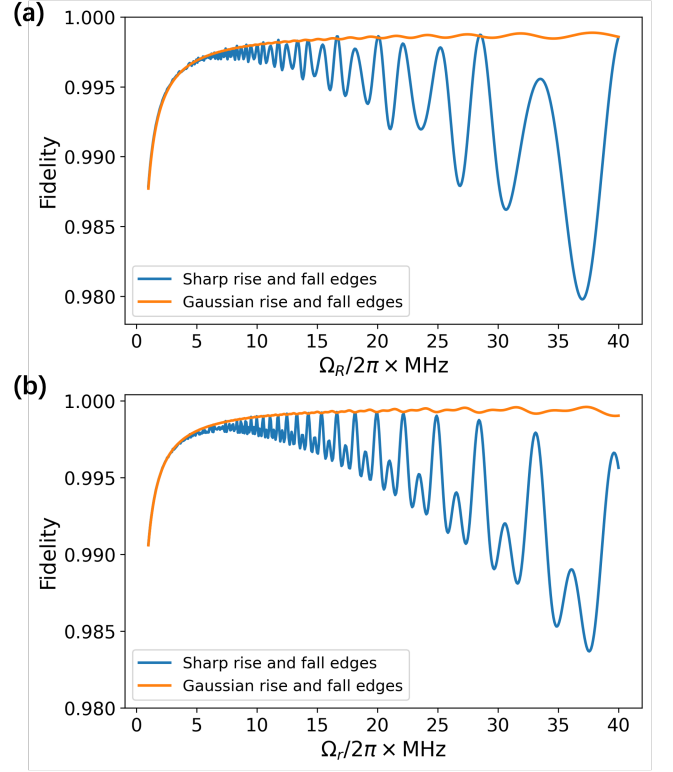 (a)
1.000
0.995
0.990
0.985
0.980
Fidelity
Sharp rise and fall edges
Gaussian rise and fall edges
0 5 10 15 20 25 30 35 40
Ω_R/2π × MHz
(b)
1.000
0.995
0.990
0.985
0.980
Fidelity
Sharp rise and fall edges
Gaussian rise and fall edges
0 5 10 15 20 25 30 35 40
Ω_r/2π × MHz